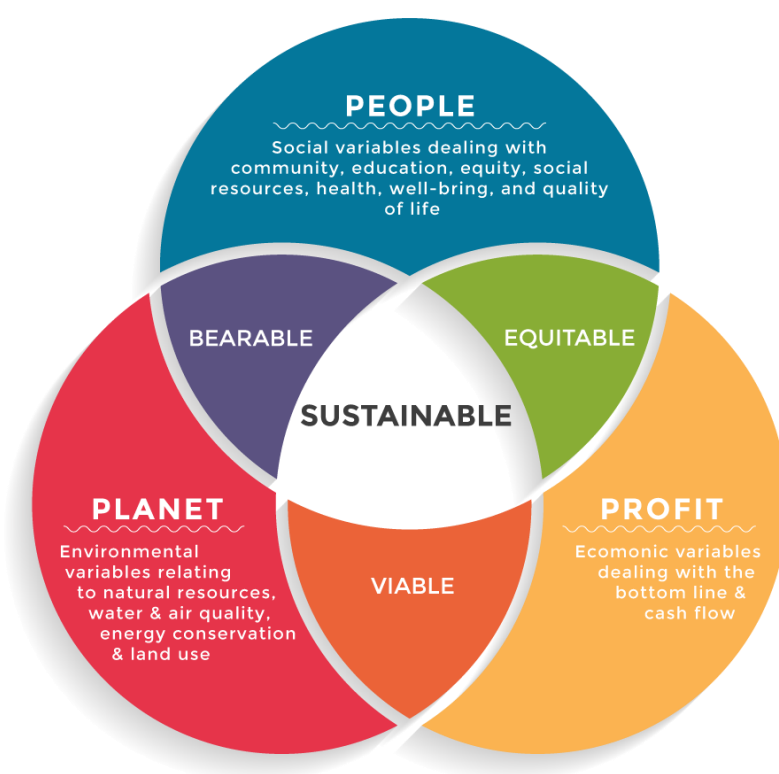 PEOPLE
Social variables dealing with
community, education, equity, social
resources, health, well-bring, and quality
of life
BEARABLE
EQUITABLE
SUSTAINABLE
PLANET
Environmental
variables relating
to natural resources,
water & air quality,
energy conservation
& land use
PROFIT
Ecomonic variables
dealing with the
bottom line &
cash flow
VIABLE